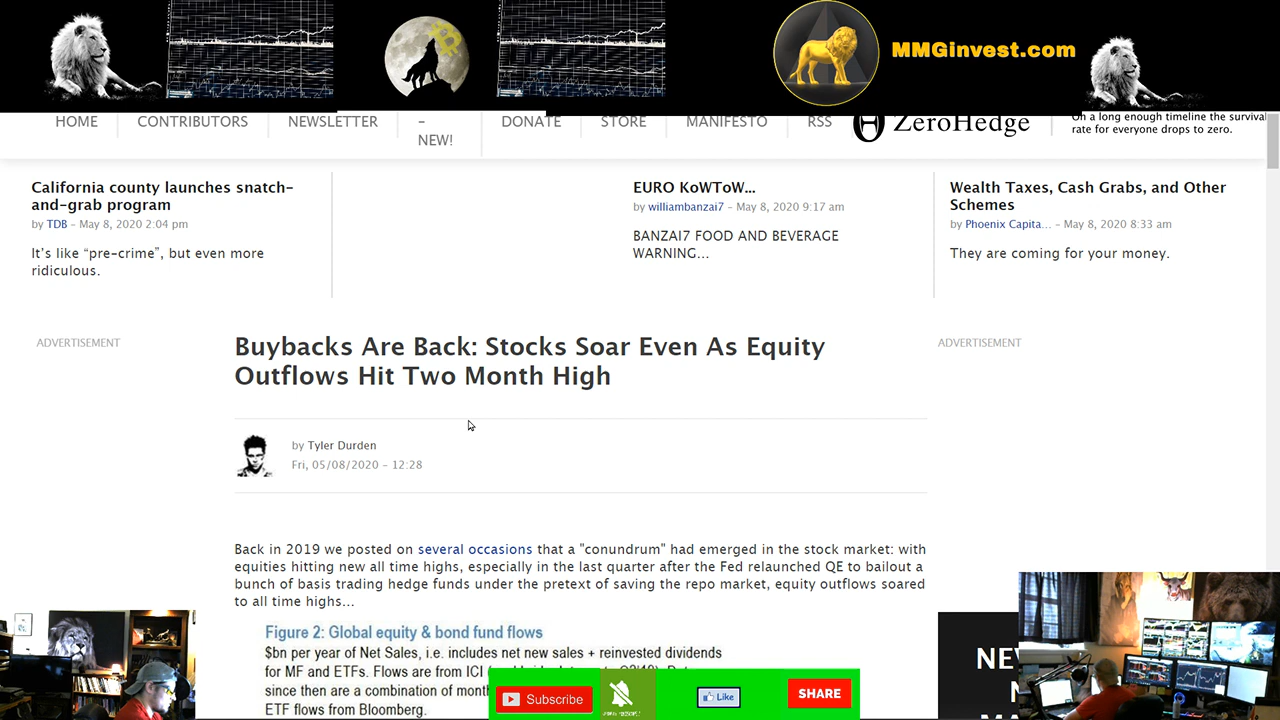 MMGinvest.com
HOME
CONTRIBUTORS
NEWSLETTER
–
NEW!
DONATE
STORE
MANIFESTO
RSS
ZeroHedge
On a long enough timeline the survival
rate for everyone drops to zero.
California county launches snatch-
and-grab program
by TDB – May 8, 2020 2:04 pm
It's like “pre-crime”, but even more
ridiculous.
EURO KoWToW...
by williambanzai7 – May 8, 2020 9:17 am
BANZAI7 FOOD AND BEVERAGE
WARNING...
Wealth Taxes, Cash Grabs, and Other
Schemes
by Phoenix Capita... – May 8, 2020 8:33 am
They are coming for your money.
ADVERTISEMENT
Buybacks Are Back: Stocks Soar Even As Equity
Outflows Hit Two Month High
ADVERTISEMENT
by Tyler Durden
Fri, 05/08/2020 – 12:28
Back in 2019 we posted on several occasions that a "conundrum" had emerged in the stock market: with
equities hitting new all time highs, especially in the last quarter after the Fed relaunched QE to bailout a
bunch of basis trading hedge funds under the pretext of saving the repo market, equity outflows soared
to all time highs...
Figure 2: Global equity & bond fund flows
$bn per year of Net Sales, i.e. includes net new sales + reinvested dividends
for MF and ETFs. Flows are from ICI
since then are a combination of mont
ETF flows from Bloomberg.
NE
Subscribe
Like
SHARE